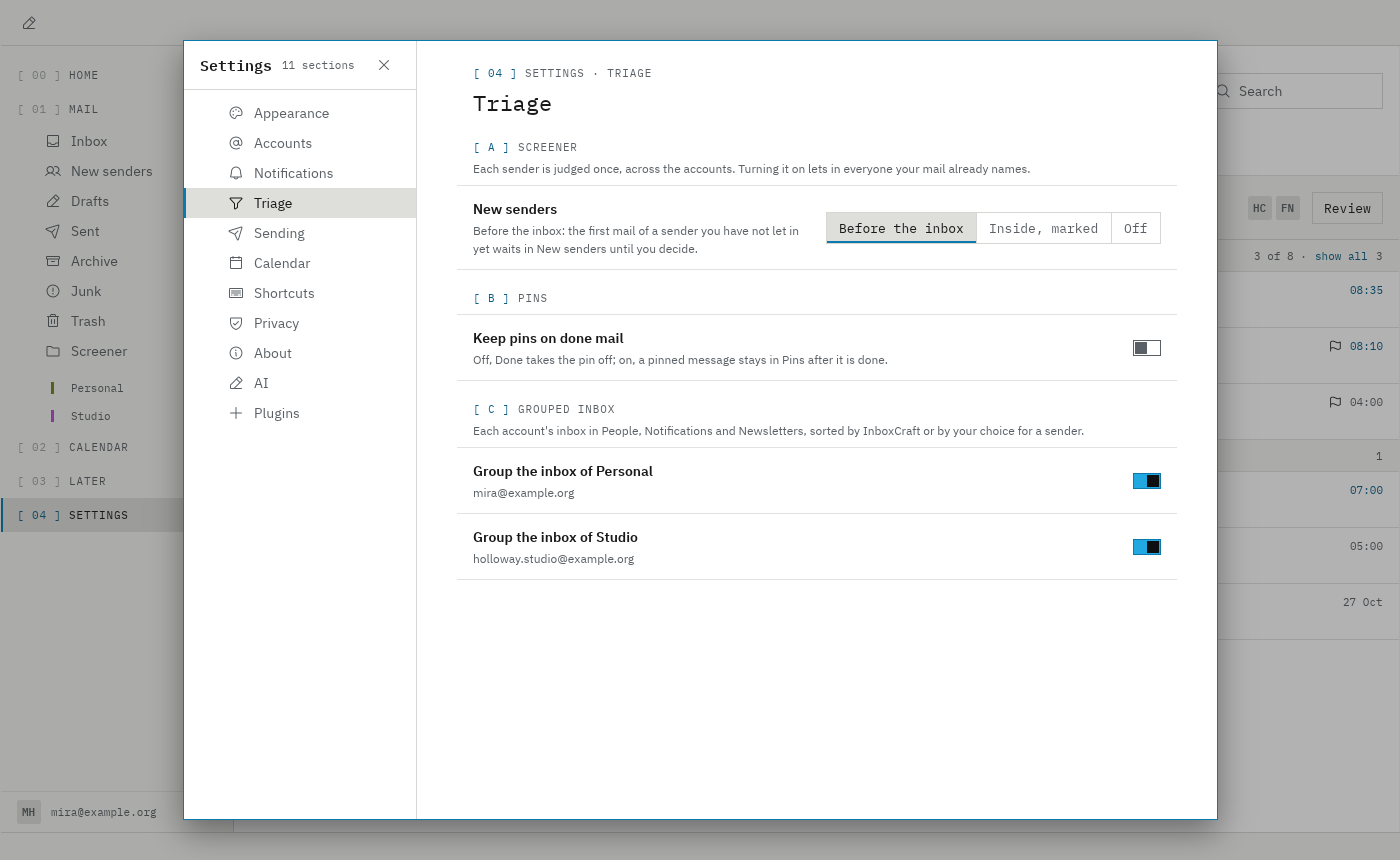 [ 00 ] HOME
[ 01 ] MAIL
Inbox
New senders
Drafts
Sent
Archive
Junk
Trash
Screener
Personal
Studio
[ 02 ] CALENDAR
[ 03 ] LATER
[ 04 ] SETTINGS
MH mira@example.org
Settings 11 sections
Appearance
Accounts
Notifications
Triage
Sending
Calendar
Shortcuts
Privacy
About
AI
Plugins
[ 04 ] SETTINGS · TRIAGE
Triage
[ A ] SCREENER
Each sender is judged once, across the accounts. Turning it on lets in everyone your mail already names.
New senders
Before the inbox: the first mail of a sender you have not let in
yet waits in New senders until you decide.
Before the inbox Inside, marked Off
[ B ] PINS
Keep pins on done mail
Off, Done takes the pin off; on, a pinned message stays in Pins after it is done.
[ C ] GROUPED INBOX
Each account's inbox in People, Notifications and Newsletters, sorted by InboxCraft or by your choice for a sender.
Group the inbox of Personal
mira@example.org
Group the inbox of Studio
holloway.studio@example.org
Search
HC FN Review
3 of 8 · show all 3
08:35
08:10
04:00
1
07:00
05:00
27 Oct